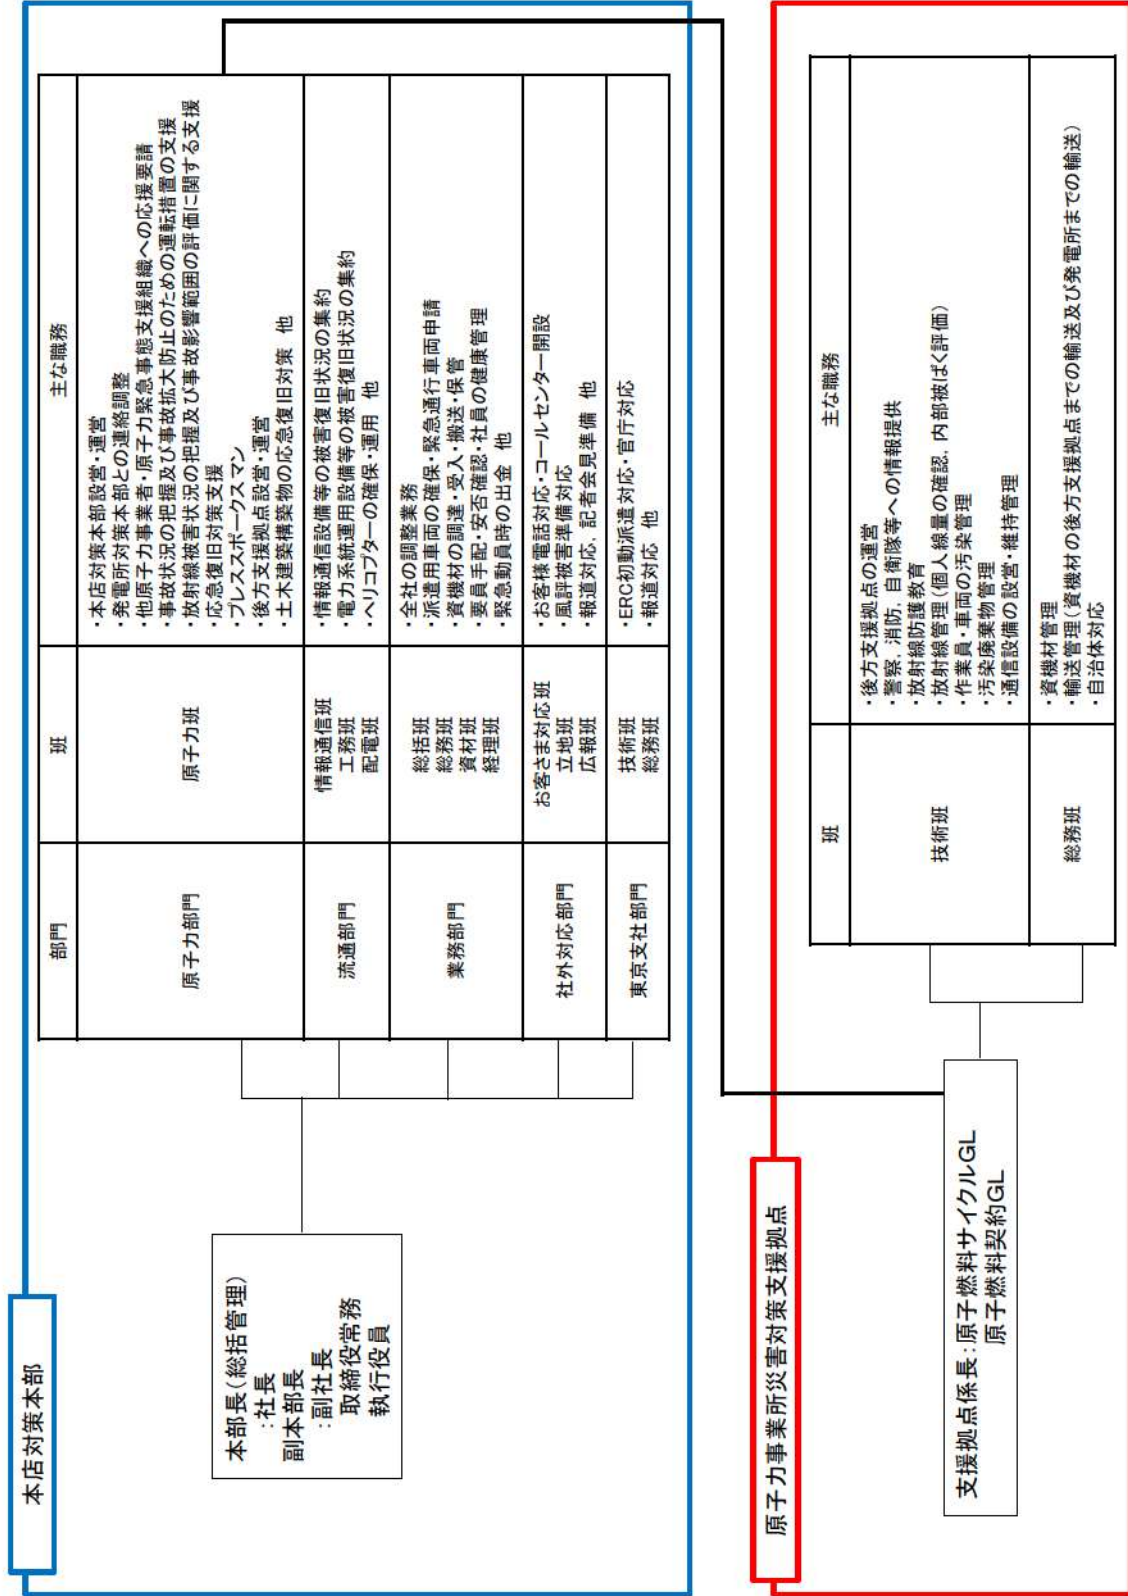 本店対策本部
本部長(総括管理)
:社長
副本部長
:副社長
取締役常務
執行役員
部門
班
主な職務
原子力部門
原子力班
・本店対策本部設営・運営
・発電所対策本部との連絡調整
・他原子力事業者・原子力緊急事態支援組織への応援要請
・事故状況の把握及び事故拡大防止のための運転措置の支援
・放射線被害状況の把握及び事故影響範囲の評価に関する支援
・応急復旧対策支援
・プレススポークスマン
・後方支援拠点設営・運営
・土木建築構築物の応急復旧対策 他
流通部門
情報通信班
工務班
配電班
・情報通信設備等の被害復旧状況の集約
・電力系統運用設備等の被害復旧状況の集約
・ヘリコプターの確保・運用 他
業務部門
総括班
総務班
資材班
経理班
・全社の調整業務
・派遣用車両の確保・緊急通行車両申請
・資機材の調達・受入・搬送・保管
・要員手配・安否確認・社員の健康管理
・緊急動員時の出金 他
社外対応部門
お客さま対応班
立地班
広報班
・お客様電話対応・コールセンター開設
・風評被害準備対応
・報道対応,記者会見準備 他
東京支社部門
技術班
総務班
・ERC初動派遣対応・官庁対応
・報道対応 他
原子力事業所災害対策支援拠点
支援拠点係長:原子燃料サイクルGL
原子燃料契約GL
班
主な職務
技術班
・後方支援拠点の運営
・警察,消防,自衛隊等への情報提供
・放射線防護教育
・放射線管理(個人線量の確認,内部被ばく評価)
・作業員・車両の汚染管理
・汚染廃棄物管理
・通信設備の設営・維持管理
総務班
・資機材管理
・輸送管理(資機材の後方支援拠点までの輸送及び発電所までの輸送)
・自治体対応